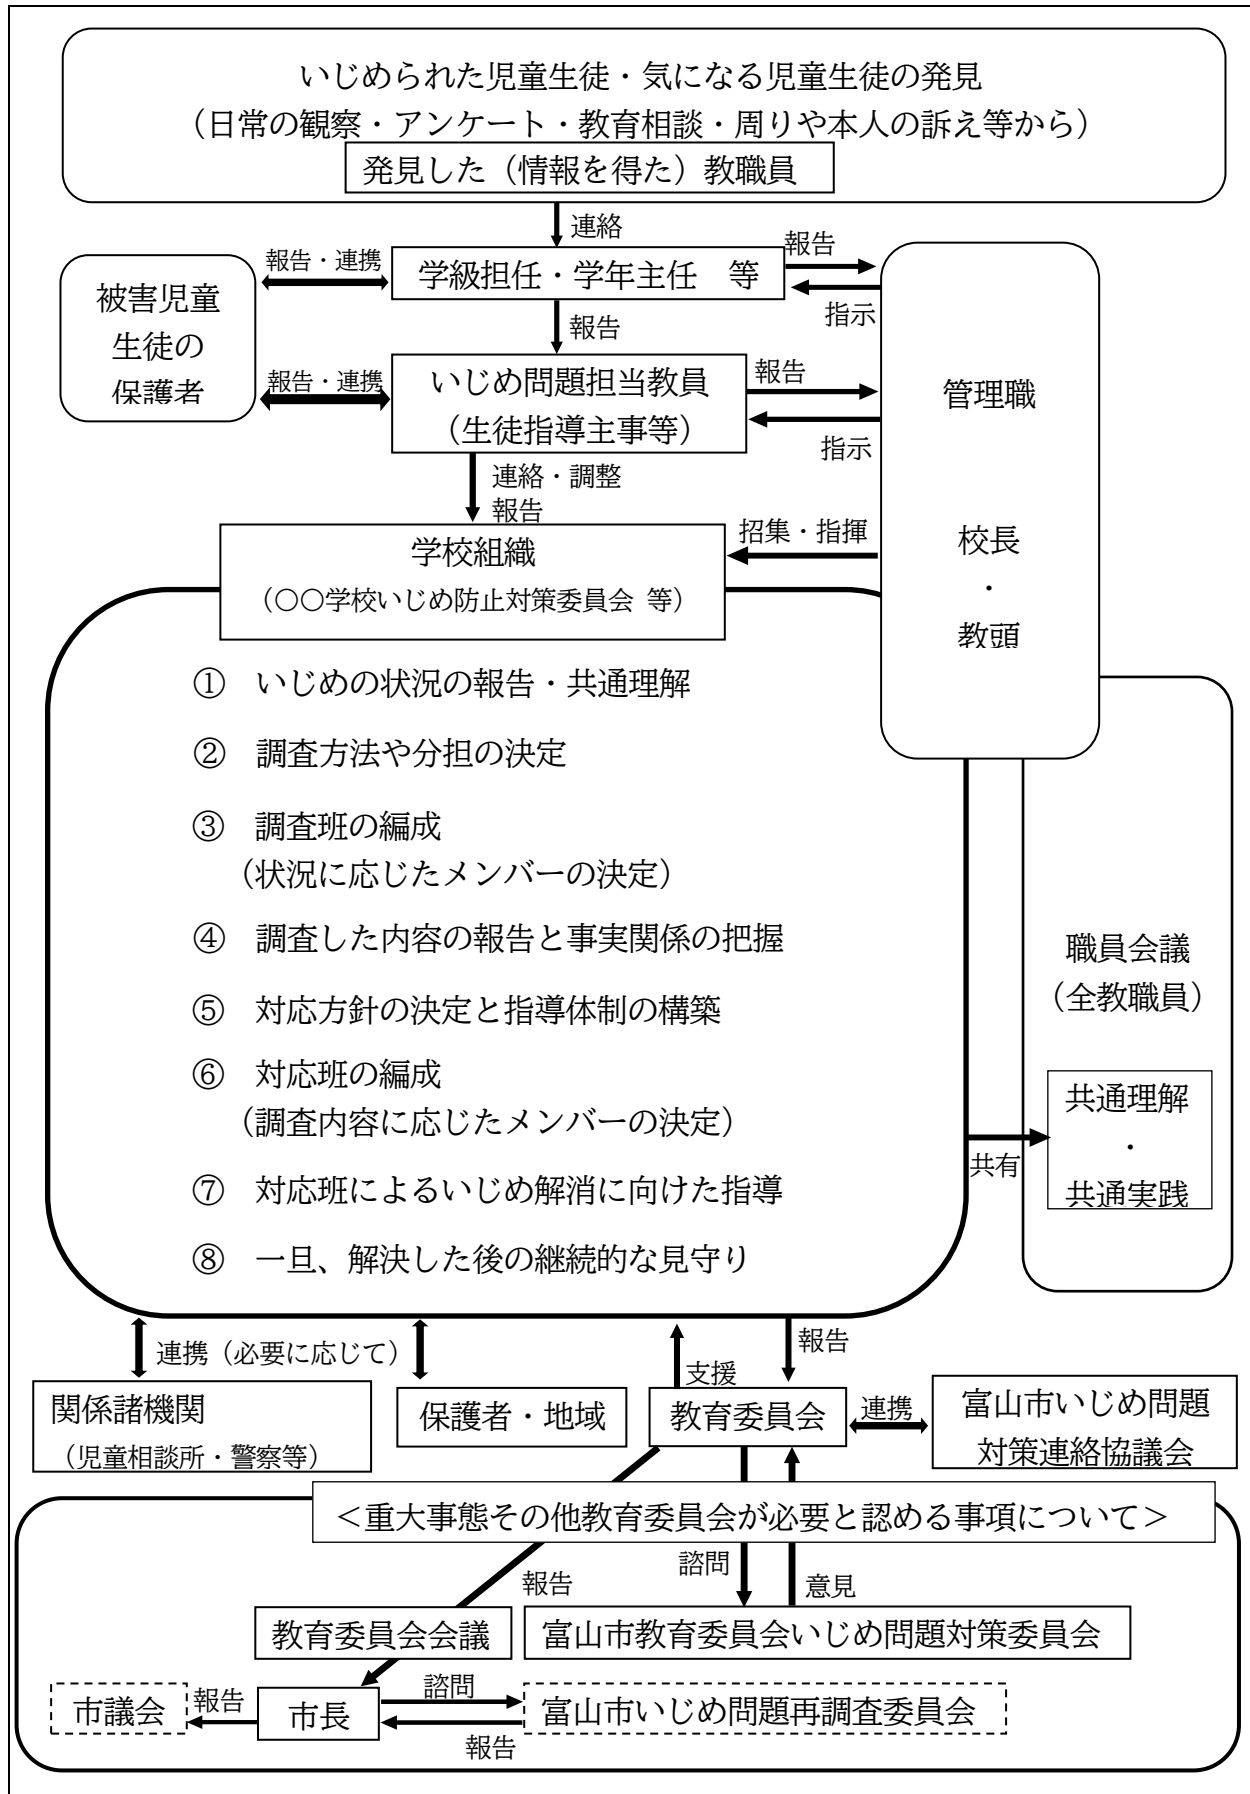 いじめられた児童生徒・気になる児童生徒の発見
（日常の観察・アンケート・教育相談・周りや本人の訴え等から）
発見した（情報を得た）教職員
連絡
学級担任・学年主任　等
報告・連携
報告
指示
被害児童
生徒の
保護者
報告
いじめ問題担当教員
（生徒指導主事等）
報告・連携
報告
指示
管理職
校長
・
教頭
連絡・調整
報告
招集・指揮
学校組織
（〇〇学校いじめ防止対策委員会 等）
①　いじめの状況の報告・共通理解
②　調査方法や分担の決定
③　調査班の編成
（状況に応じたメンバーの決定）
④　調査した内容の報告と事実関係の把握
⑤　対応方針の決定と指導体制の構築
⑥　対応班の編成
（調査内容に応じたメンバーの決定）
⑦　対応班によるいじめ解消に向けた指導
⑧　一旦、解決した後の継続的な見守り
職員会議
（全教職員）
共通理解
・
共通実践
共有
連携（必要に応じて）
支援
報告
関係諸機関
（児童相談所・警察等）
保護者・地域
教育委員会
連携
富山市いじめ問題
対策連絡協議会
＜重大事態その他教育委員会が必要と認める事項について＞
報告
諮問
意見
教育委員会会議
富山市教育委員会いじめ問題対策委員会
市議会
報告
市長
諮問
報告
富山市いじめ問題再調査委員会